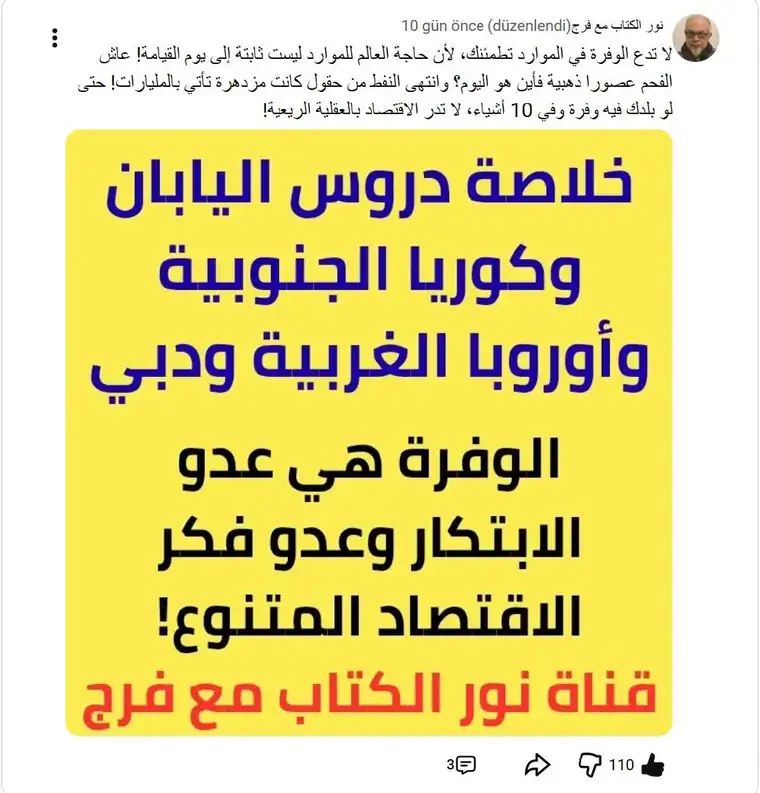 نور الكتاب مع فرج(düzenlendi) 10 gün önce
لا تدع الوفرة في الموارد تطمئنك، لأن حاجة العالم للموارد ليست ثابتة إلى يوم القيامة! عاش
الفحم عصورا ذهبية فأين هو اليوم؟ وانتهى النفط من حقول كانت مزدهرة تأتي بالمليارات! حتى
لو بلدك فيه وفرة وفي 10 أشياء، لا تدر الاقتصاد بالعقلية الريعية!
خلاصة دروس اليابان
وكوريا الجنوبية
وأوروبا الغربية ودبي
الوفرة هي عدو
الابتكار وعدو فكر
الاقتصاد المتنوع!
قناة نور الكتاب مع فرج
110
3